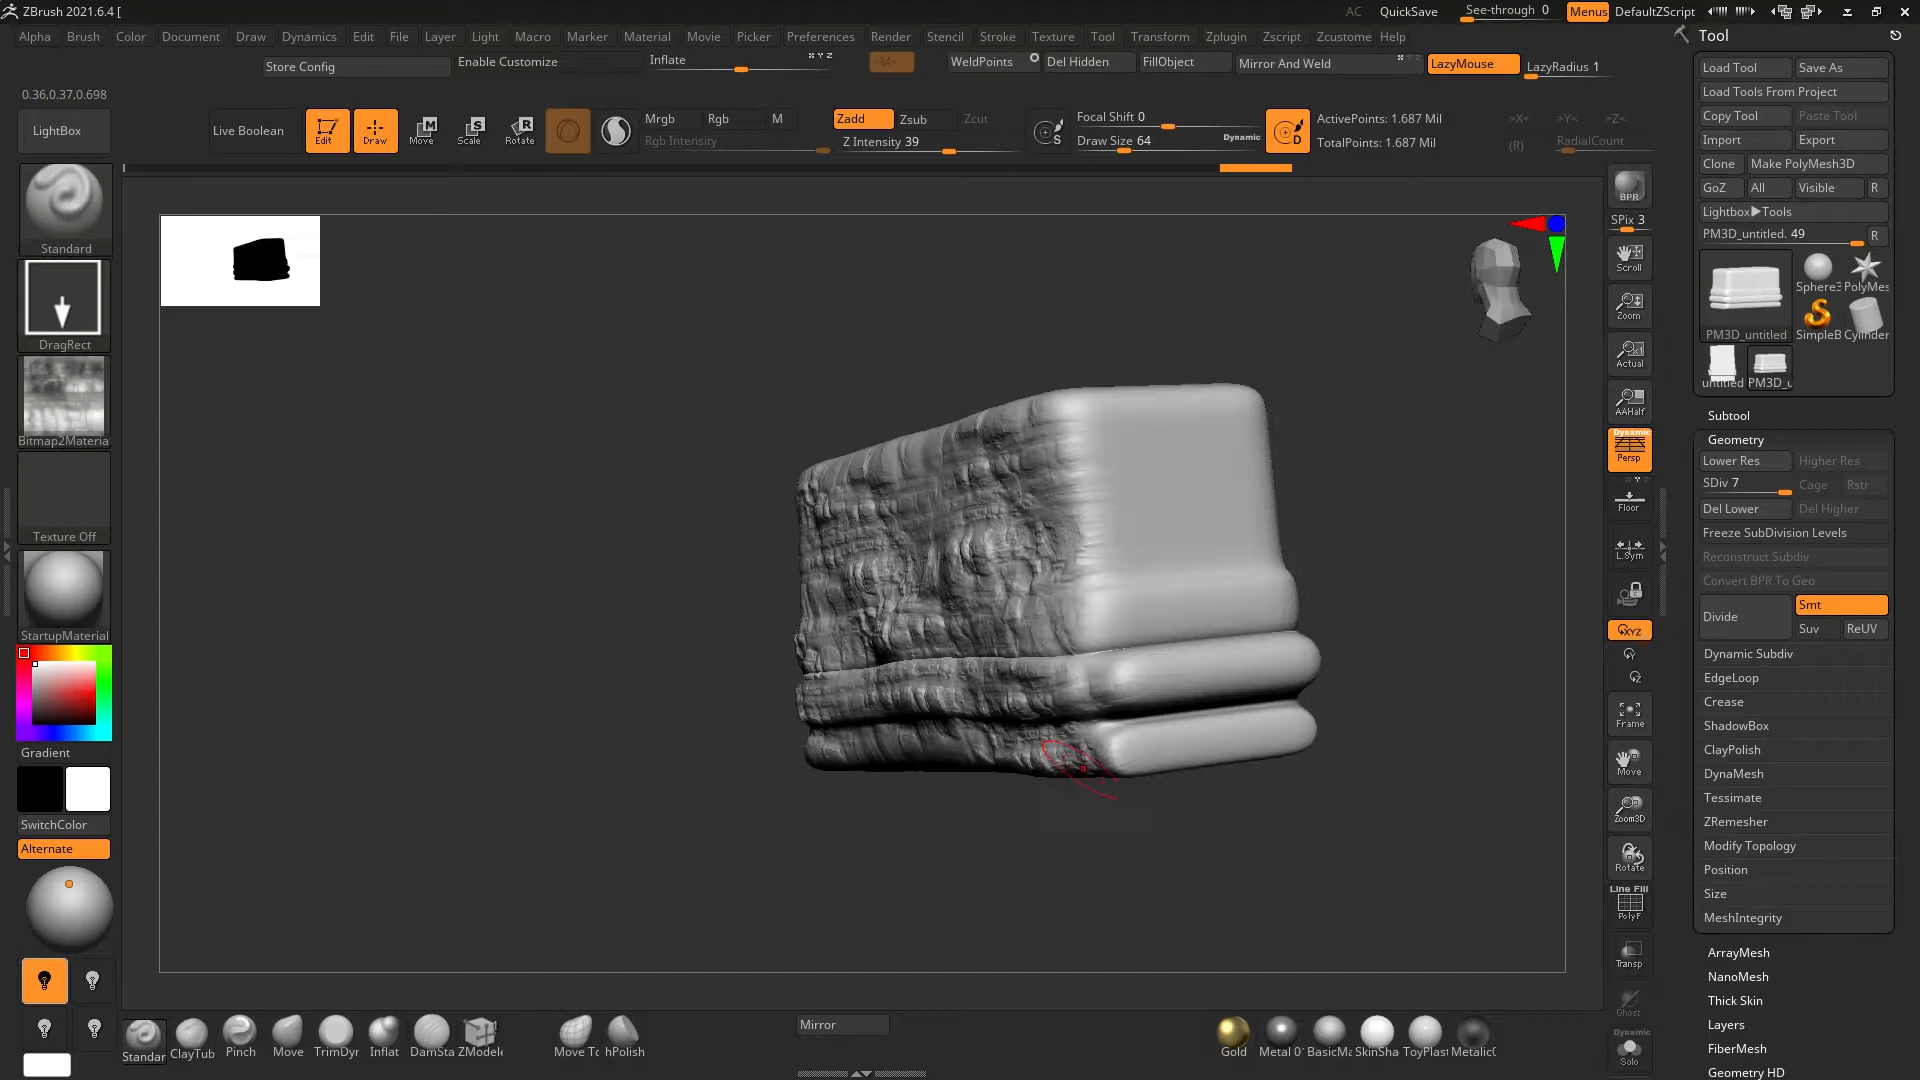 ZBrush 2021.6.4 [
AC
QuickSave
See-through 0
Menus
DefaultZScript
Alpha Brush Color Document Draw Dynamics Edit File Layer Light Macro Marker Material Movie Picker Preferences Render Stencil Stroke Texture Tool Transform Zplugin Zscript Zcustome Help
Store Config
Enable Customize
Inflate
x Y Z
>M<
WeldPoints
Del Hidden
FillObject
Mirror And Weld
LazyMouse
LazyRadius 1
0.36,0.37,0.698
LightBox
Live Boolean
Edit
Draw
Move
Scale
Rotate
Mrgb
Rgb
M
Rgb Intensity
Zadd
Zsub
Zcut
Z Intensity 39
Focal Shift 0
Draw Size 64
Dynamic
ActivePoints: 1.687 Mil
TotalPoints: 1.687 Mil
>X<
>Y<
>Z<
(R)
RadialCount
Standard
DragRect
Bitmap2Materia
Texture Off
StartupMaterial
Gradient
SwitchColor
Alternate
BPR
SPix 3
Scroll
Zoom
Actual
AAHalf
Dynamic
Persp
Floor
L.Sym
XYZ
Y
Z
Frame
Move
Zoom3D
Rotate
Line Fill
PolyF
Transp
Ghost
Dynamic
Solo
Tool
Load Tool
Save As
Load Tools From Project
Copy Tool
Paste Tool
Import
Export
Clone
Make PolyMesh3D
GoZ
All
Visible
R
Lightbox▶Tools
PM3D_untitled. 49
R
PM3D_untitled
Sphere3
PolyMes
SimpleB
Cylinder
untitled
PM3D_u
Subtool
Geometry
Lower Res
Higher Res
SDiv 7
Cage
Rstr
Del Lower
Del Higher
Freeze SubDivision Levels
Reconstruct Subdiv
Convert BPR To Geo
Divide
Smt
Suv
ReUV
Dynamic Subdiv
EdgeLoop
Crease
ShadowBox
ClayPolish
DynaMesh
Tessimate
ZRemesher
Modify Topology
Position
Size
MeshIntegrity
ArrayMesh
NanoMesh
Thick Skin
Layers
FiberMesh
Geometry HD
Standar
ClayTub
Pinch
Move
TrimDyr
Inflat
DamSta
ZModele
Move To
hPolish
Mirror
Gold
Metal 0
BasicMa
SkinSha
ToyPlast
Metalic0